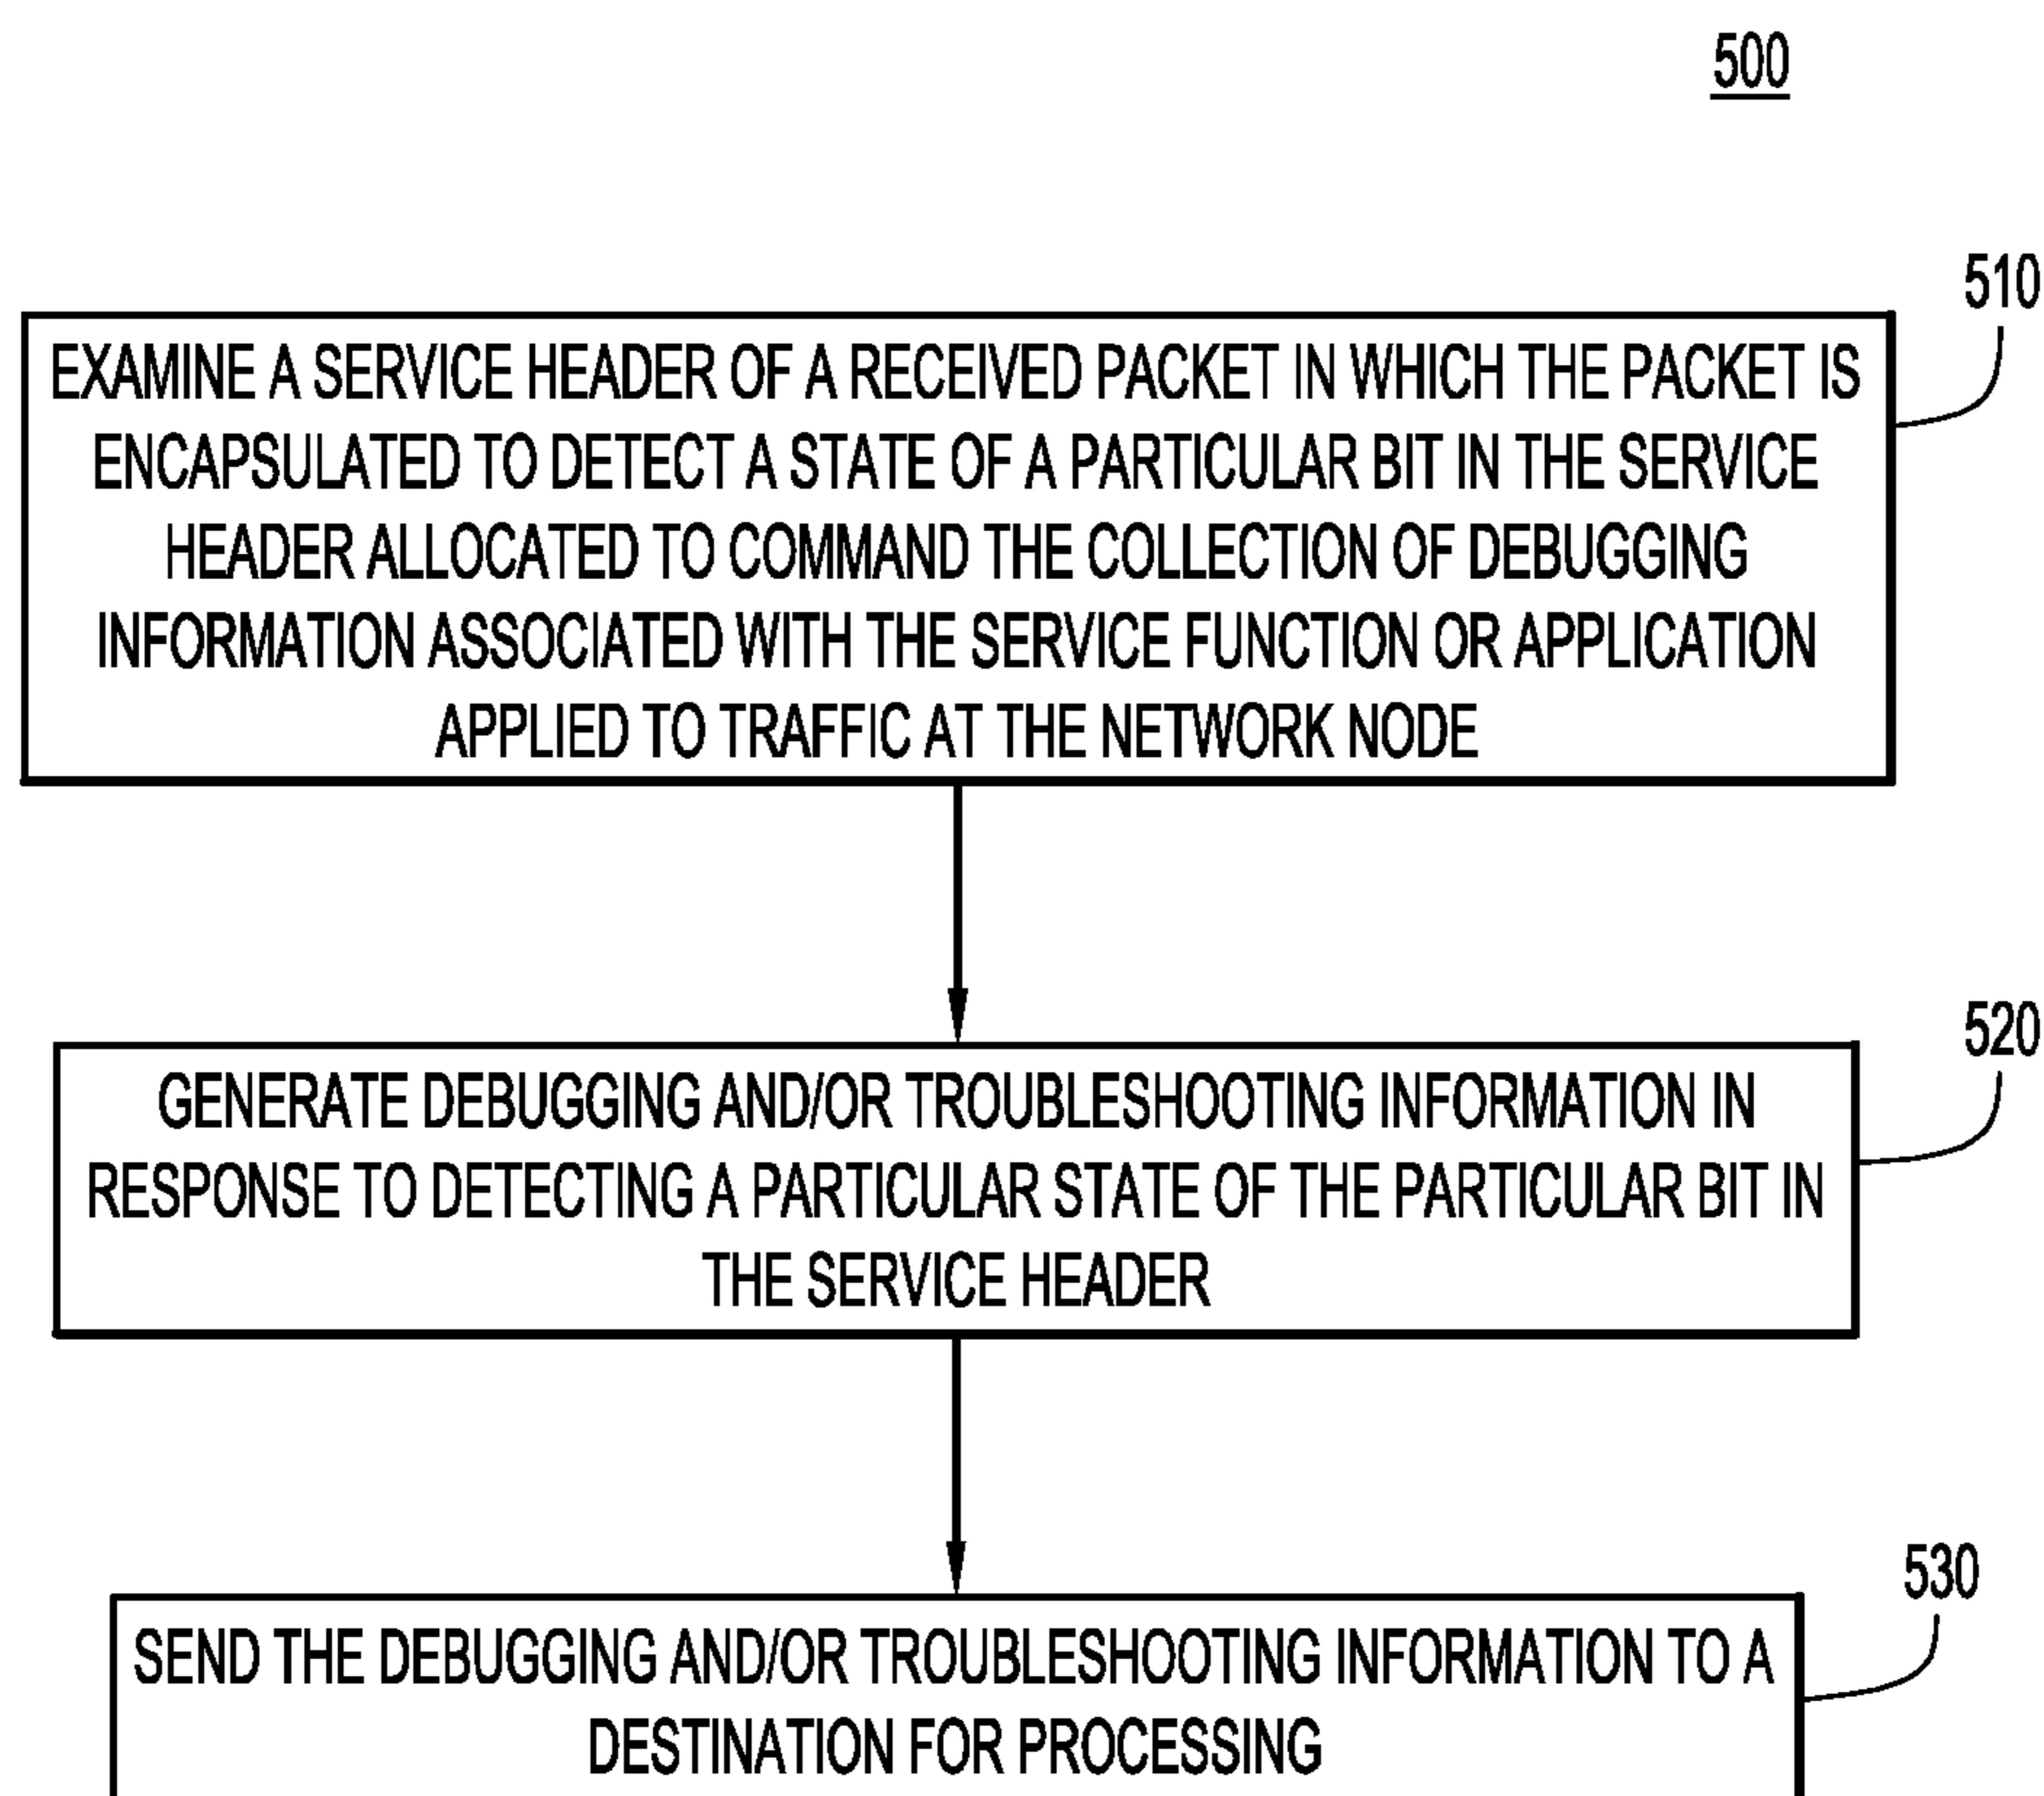 500
510
EXAMINE A SERVICE HEADER OF A RECEIVED PACKET IN WHICH THE PACKET IS
ENCAPSULATED TO DETECT A STATE OF A PARTICULAR BIT IN THE SERVICE
HEADER ALLOCATED TO COMMAND THE COLLECTION OF DEBUGGING
INFORMATION ASSOCIATED WITH THE SERVICE FUNCTION OR APPLICATION
APPLIED TO TRAFFIC AT THE NETWORK NODE
520
GENERATE DEBUGGING AND/OR TROUBLESHOOTING INFORMATION IN
RESPONSE TO DETECTING A PARTICULAR STATE OF THE PARTICULAR BIT IN
THE SERVICE HEADER
530
SEND THE DEBUGGING AND/OR TROUBLESHOOTING INFORMATION TO A
DESTINATION FOR PROCESSING